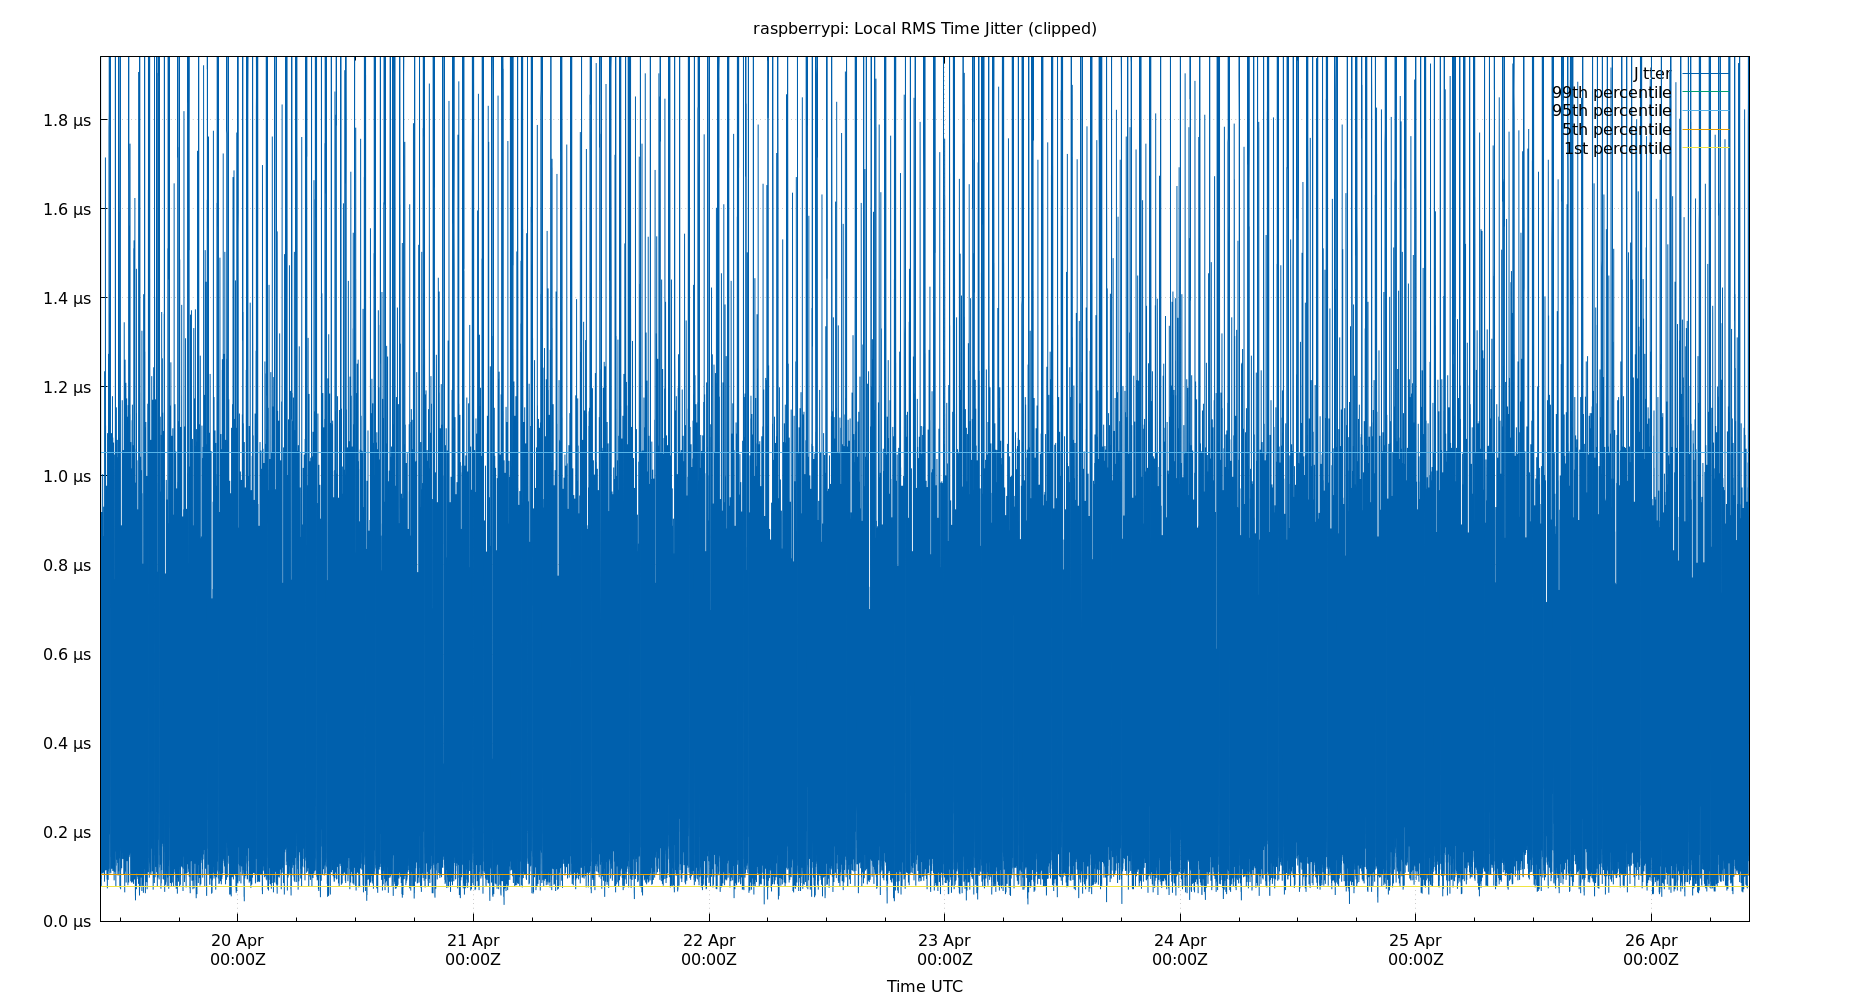 raspberrypi: Local RMS Time Jitter (clipped)
Jitter
99th percentile
95th percentile
5th percentile
1st percentile
1.8 µs
1.6 µs
1.4 µs
1.2 µs
1.0 µs
0.8 µs
0.6 µs
0.4 µs
0.2 µs
0.0 µs
20 Apr 21 Apr 22 Apr 23 Apr 24 Apr 25 Apr 26 Apr
00:00Z 00:00Z 00:00Z 00:00Z 00:00Z 00:00Z 00:00Z
Time UTC